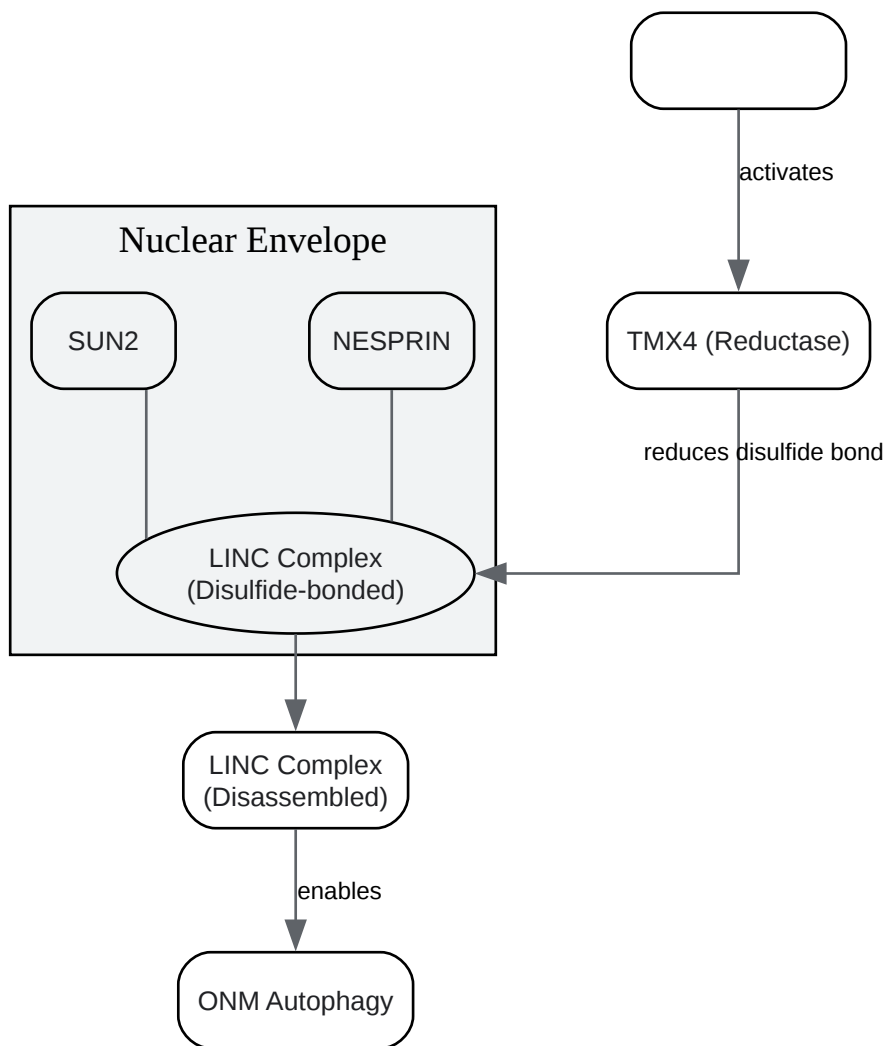 activates
Nuclear Envelope
SUN2
NESPRIN
TMX4 (Reductase)
reduces disulfide bond
LINC Complex
(Disulfide-bonded)
LINC Complex
(Disassembled)
enables
ONM Autophagy